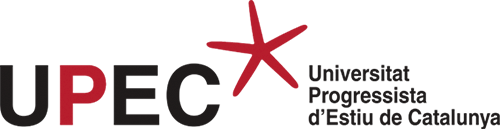 UPEC
Universitat
Progressista
d'Estiu de Catalunya